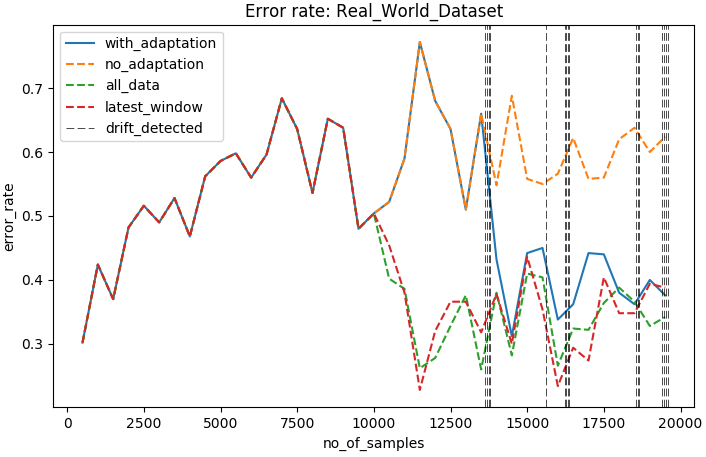 Error rate: Real_World_Dataset
with_adaptation
no_adaptation
all_data
latest_window
drift_detected
error_rate
0.7
0.6
0.5
0.4
0.3
0 2500 5000 7500 10000 12500 15000 17500 20000
no_of_samples